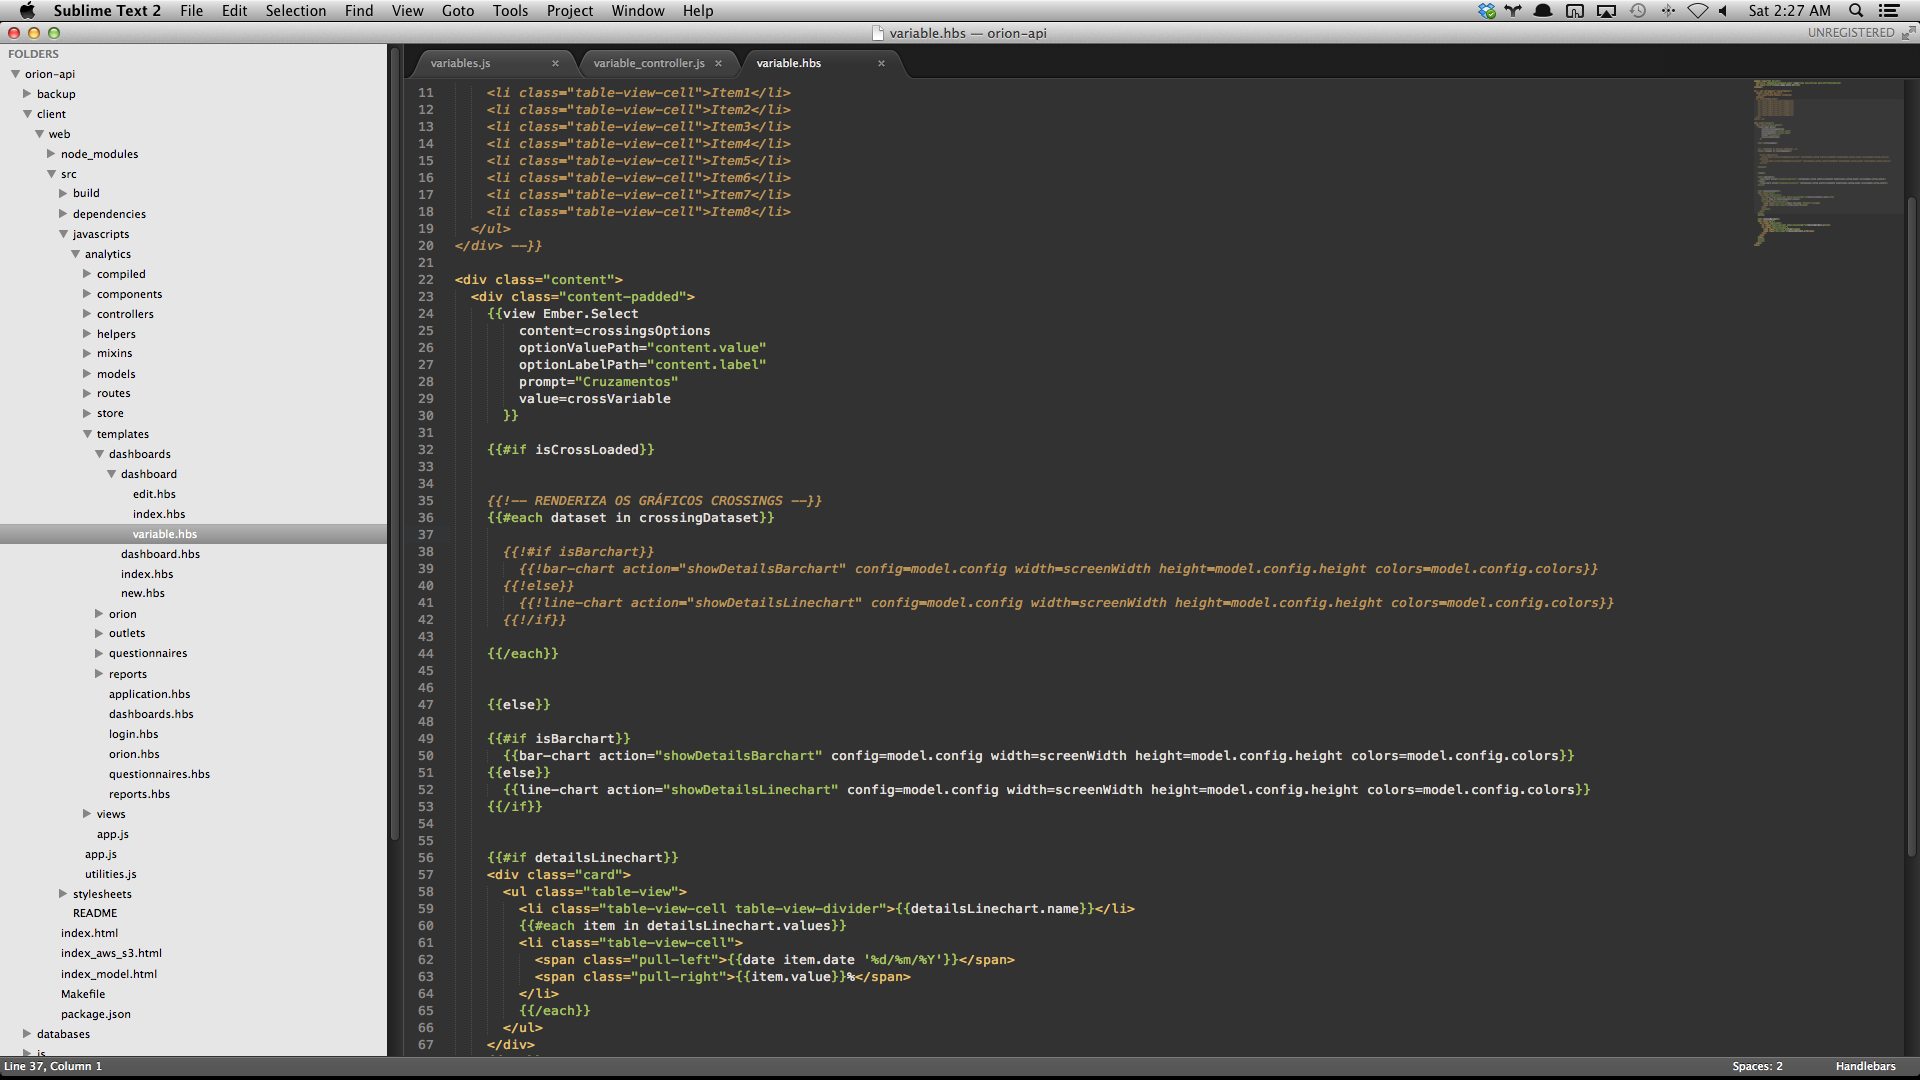 Sublime Text 2 File Edit Selection Find View Goto Tools Project Window Help Sat 2:27 AM
variable.hbs — orion-api UNREGISTERED
FOLDERS
orion-api
backup
client
web
node_modules
src
build
dependencies
javascripts
analytics
compiled
components
controllers
helpers
mixins
models
routes
store
templates
dashboards
dashboard
edit.hbs
index.hbs
variable.hbs
dashboard.hbs
index.hbs
new.hbs
orion
outlets
questionnaires
reports
application.hbs
dashboards.hbs
login.hbs
orion.hbs
questionnaires.hbs
reports.hbs
views
app.js
app.js
utilities.js
stylesheets
README
index.html
index_aws_s3.html
index_model.html
Makefile
package.json
databases
is
variables.js × variable_controller.js × variable.hbs ×
11 <li class="table-view-cell">Item1</li>
12 <li class="table-view-cell">Item2</li>
13 <li class="table-view-cell">Item3</li>
14 <li class="table-view-cell">Item4</li>
15 <li class="table-view-cell">Item5</li>
16 <li class="table-view-cell">Item6</li>
17 <li class="table-view-cell">Item7</li>
18 <li class="table-view-cell">Item8</li>
19 </ul>
20 </div> --}}
21
22 <div class="content">
23 <div class="content-padded">
24 {{view Ember.Select
25 content=crossingsOptions
26 optionValuePath="content.value"
27 optionLabelPath="content.label"
28 prompt="Cruzamentos"
29 value=crossVariable
30 }}
31
32 {{#if isCrossLoaded}}
33
34
35 {{!-- RENDERIZA OS GRÁFICOS CROSSINGS --}}
36 {{#each dataset in crossingDataset}}
37
38 {{!#if isBarchart}}
39 {{!bar-chart action="showDetailsBarchart" config=model.config width=screenWidth height=model.config.height colors=model.config.colors}}
40 {{!else}}
41 {{!line-chart action="showDetailsLinechart" config=model.config width=screenWidth height=model.config.height colors=model.config.colors}}
42 {{!/if}}
43
44 {{/each}}
45
46
47 {{else}}
48
49 {{#if isBarchart}}
50 {{bar-chart action="showDetailsBarchart" config=model.config width=screenWidth height=model.config.height colors=model.config.colors}}
51 {{else}}
52 {{line-chart action="showDetailsLinechart" config=model.config width=screenWidth height=model.config.height colors=model.config.colors}}
53 {{/if}}
54
55
56 {{#if detailsLinechart}}
57 <div class="card">
58 <ul class="table-view">
59 <li class="table-view-cell table-view-divider">{{detailsLinechart.name}}</li>
60 {{#each item in detailsLinechart.values}}
61 <li class="table-view-cell">
62 <span class="pull-left">{{date item.date '%d/%m/%Y'}}</span>
63 <span class="pull-right">{{item.value}}%</span>
64 </li>
65 {{/each}}
66 </ul>
67 </div>
Line 37, Column 1 Spaces: 2 Handlebars